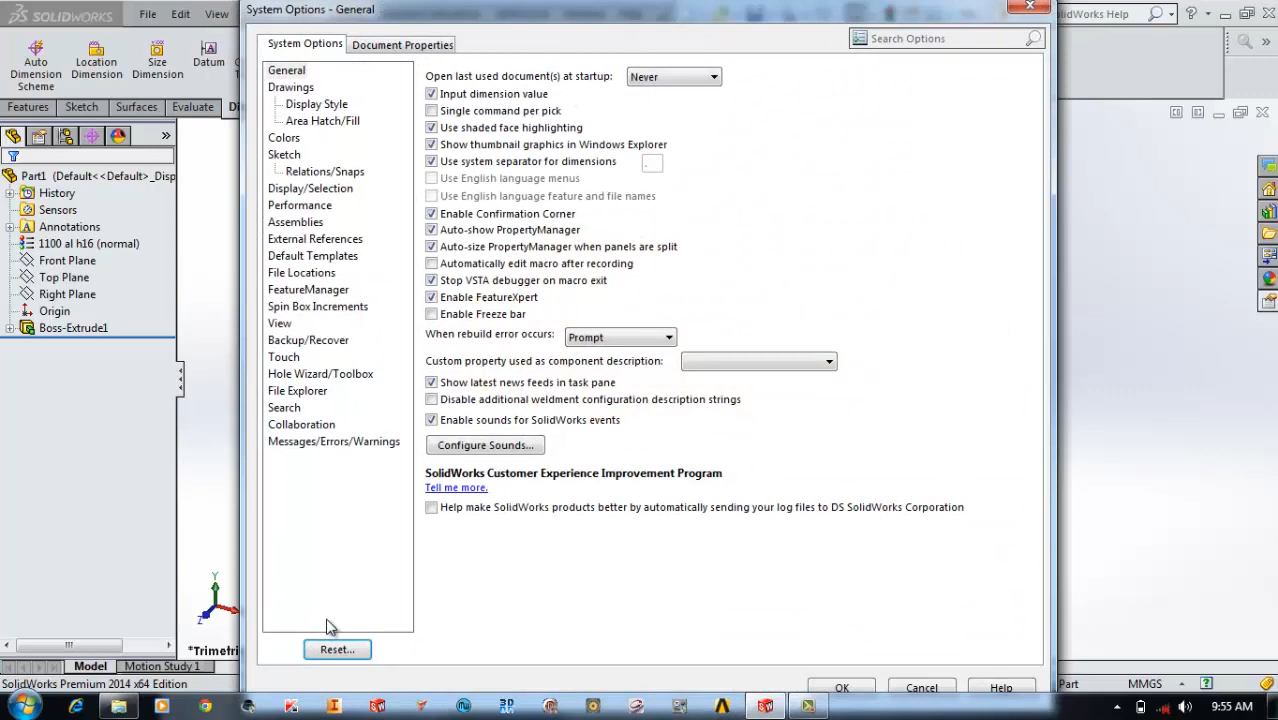 SOLIDWORKS
File
Edit
View
System Options - General
SolidWorks Help
Auto Dimension Scheme
Location Dimension
Size Dimension
Datum
Features
Sketch
Surfaces
Evaluate
System Options
Document Properties
Search Options
Part1 (Default<<Default>_Disp
History
Sensors
Annotations
1100 al h16 (normal)
Front Plane
Top Plane
Right Plane
Origin
Boss-Extrude1
General
Drawings
Display Style
Area Hatch/Fill
Colors
Sketch
Relations/Snaps
Display/Selection
Performance
Assemblies
External References
Default Templates
File Locations
FeatureManager
Spin Box Increments
View
Backup/Recover
Touch
Hole Wizard/Toolbox
File Explorer
Search
Collaboration
Messages/Errors/Warnings
Reset...
Open last used document(s) at startup: Never
Input dimension value
Single command per pick
Use shaded face highlighting
Show thumbnail graphics in Windows Explorer
Use system separator for dimensions .
Use English language menus
Use English language feature and file names
Enable Confirmation Corner
Auto-show PropertyManager
Auto-size PropertyManager when panels are split
Automatically edit macro after recording
Stop VSTA debugger on macro exit
Enable FeatureXpert
Enable Freeze bar
When rebuild error occurs: Prompt
Custom property used as component description:
Show latest news feeds in task pane
Disable additional weldment configuration description strings
Enable sounds for SolidWorks events
Configure Sounds...
SolidWorks Customer Experience Improvement Program
Tell me more.
Help make SolidWorks products better by automatically sending your log files to DS SolidWorks Corporation
OK
Cancel
Help
Y
Z
*Trimetri
Model
Motion Study 1
SolidWorks Premium 2014 x64 Edition
Part
MMGS
9:55 AM